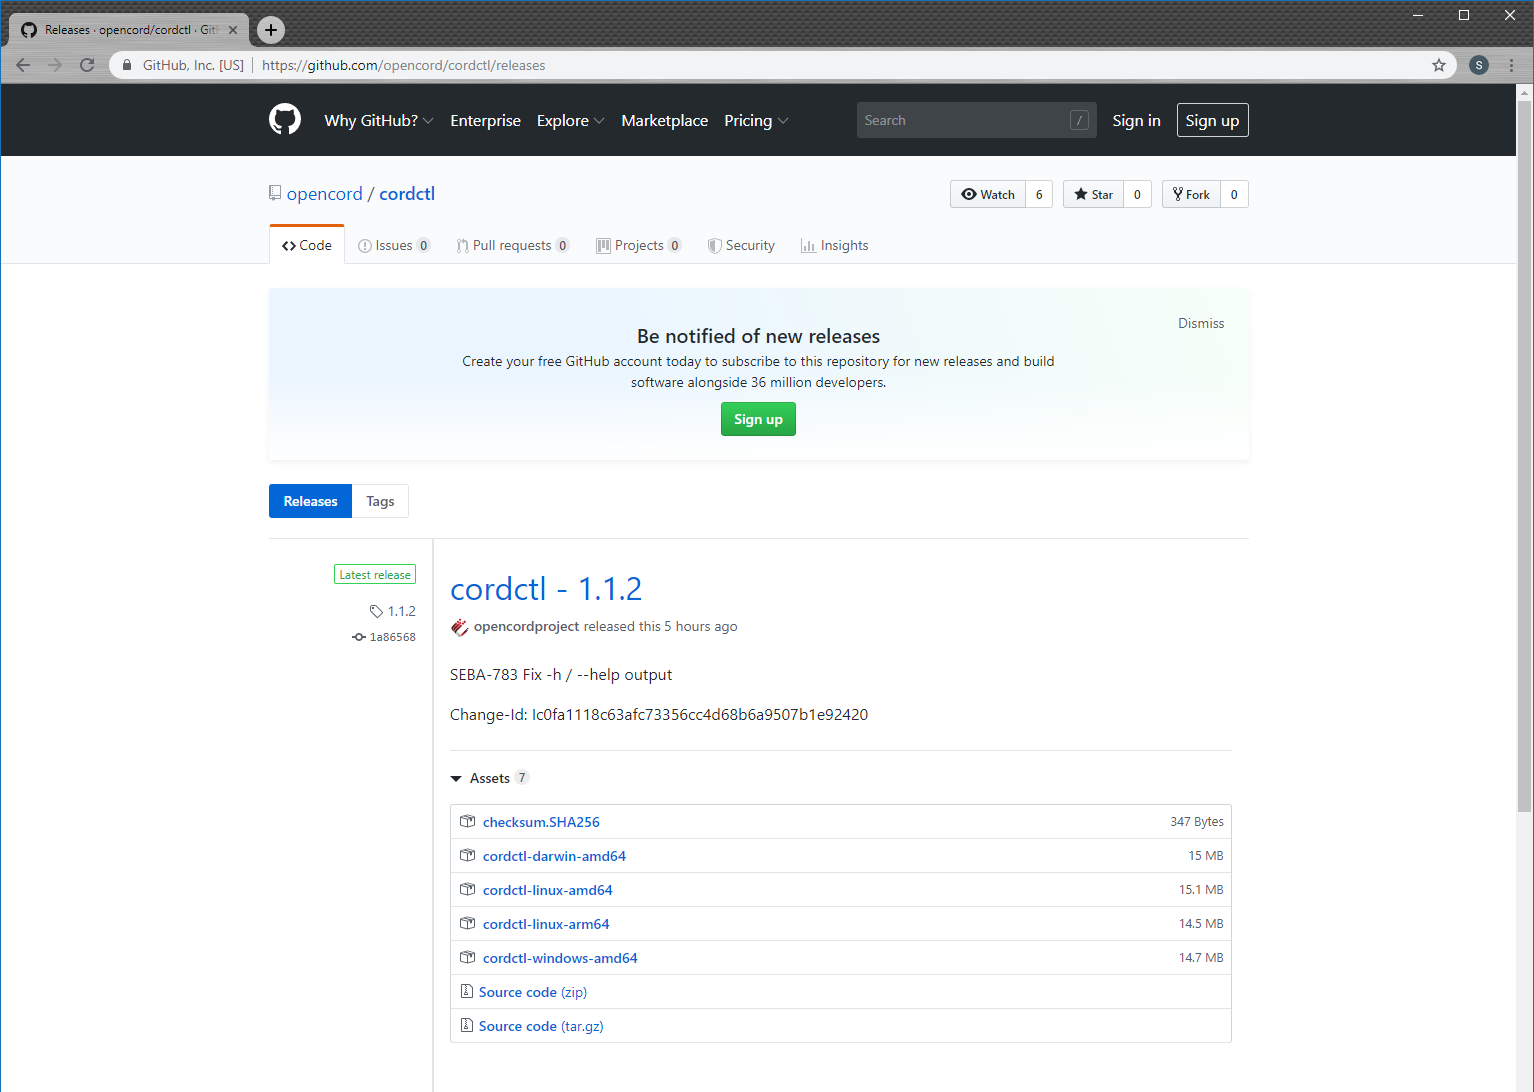 Releases · opencord/cordctl · Git
GitHub, Inc. [US] | https://github.com/opencord/cordctl/releases
S
Why GitHub? Enterprise Explore Marketplace Pricing Search / Sign in Sign up
opencord / cordctl
Watch 6 Star 0 Fork 0
Code Issues 0 Pull requests 0 Projects 0 Security Insights
Dismiss
Be notified of new releases
Create your free GitHub account today to subscribe to this repository for new releases and build
software alongside 36 million developers.
Sign up
Releases Tags
Latest release
1.1.2
1a86568
cordctl - 1.1.2
opencordproject released this 5 hours ago
SEBA-783 Fix -h / --help output
Change-Id: Ic0fa1118c63afc73356cc4d68b6a9507b1e92420
Assets 7
checksum.SHA256 347 Bytes
cordctl-darwin-amd64 15 MB
cordctl-linux-amd64 15.1 MB
cordctl-linux-arm64 14.5 MB
cordctl-windows-amd64 14.7 MB
Source code (zip)
Source code (tar.gz)